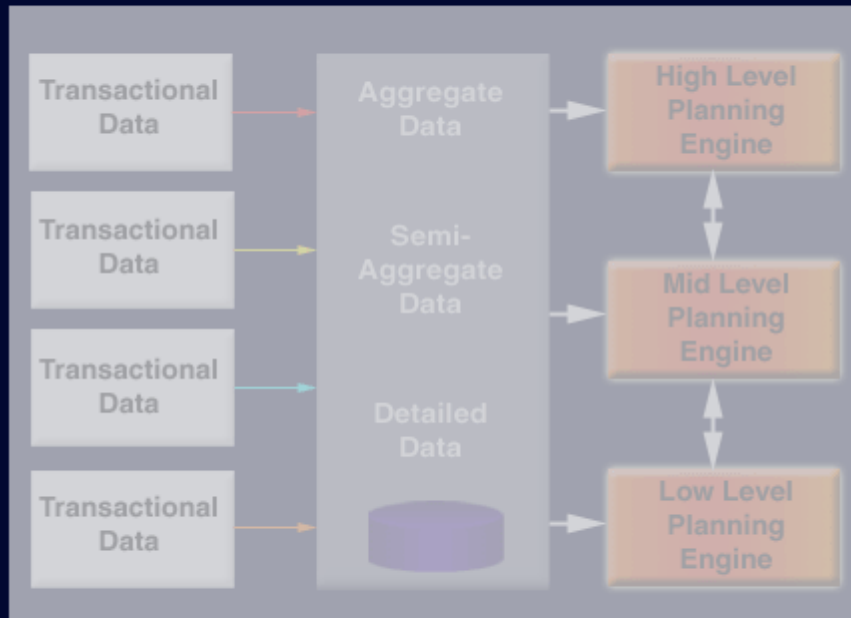 Transactional
Data
Transactional
Data
Transactional
Data
Transactional
Data
Aggregate
Data
Semi-
Aggregate
Data
Detailed
Data
High Level
Planning
Engine
Mid Level
Planning
Engine
Low Level
Planning
Engine